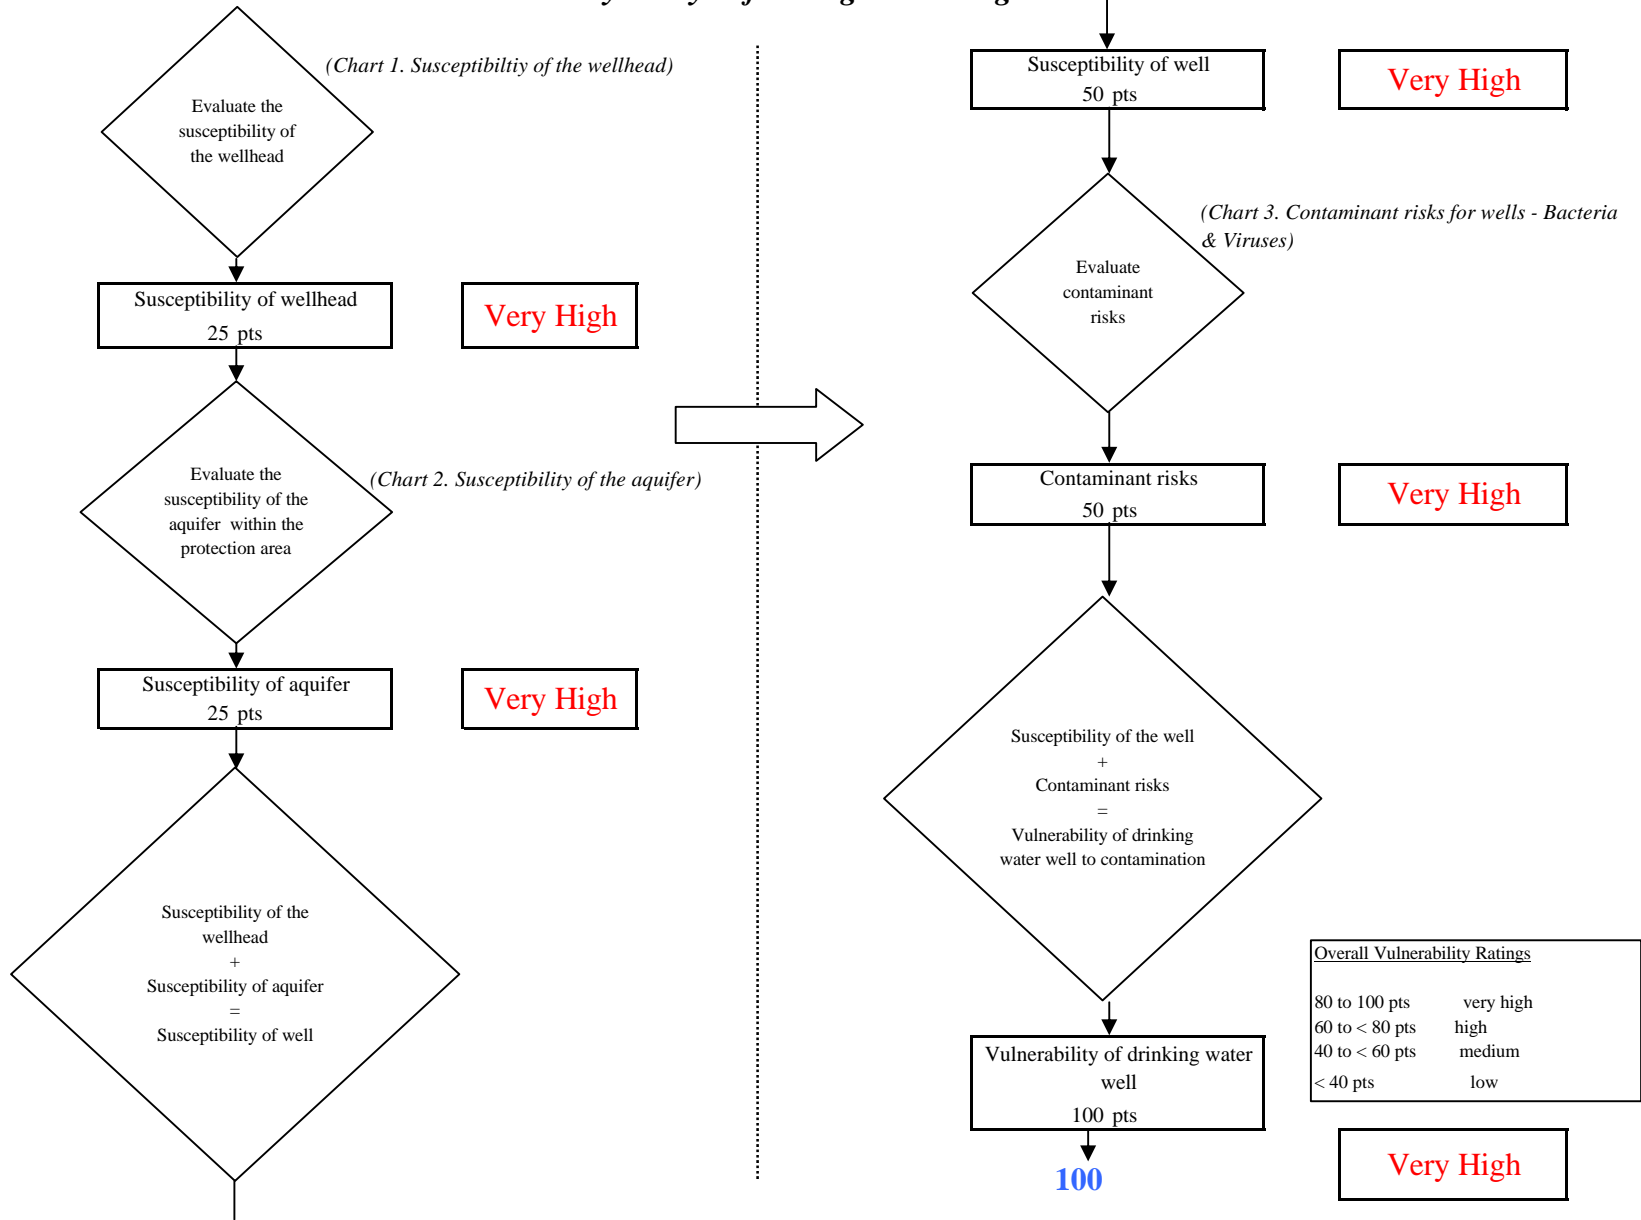 (Chart 1. Susceptibiltiy of the wellhead)
Evaluate the
susceptibility of
the wellhead
Susceptibility of wellhead
25 pts
Very High
Evaluate the
susceptibility of the
aquifer within the
protection area
(Chart 2. Susceptibility of the aquifer)
Susceptibility of aquifer
25 pts
Very High
Susceptibility of the
wellhead
+
Susceptibility of aquifer
=
Susceptibility of well
Susceptibility of well
50 pts
Very High
(Chart 3. Contaminant risks for wells - Bacteria
& Viruses)
Evaluate
contaminant
risks
Contaminant risks
50 pts
Very High
Susceptibility of the well
+
Contaminant risks
=
Vulnerability of drinking
water well to contamination
Overall Vulnerability Ratings
80 to 100 pts very high
60 to < 80 pts high
40 to < 60 pts medium
< 40 pts low
Vulnerability of drinking water
well
100 pts
100
Very High